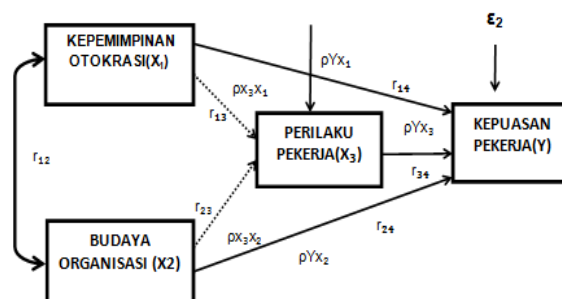 ε₂
KEPEMIMPINAN
OTOKRASI(X₁)
ρYx₁
r₁₄
ρx₃x₁
r₁₃
PERILAKU
PEKERJA(X₃)
ρYx₃
KEPUASAN
PEKERJA(Y)
r₁₂
r₃₄
r₂₃
r₂₄
BUDAYA
ORGANISASI (X2)
ρx₃x₂
ρYx₂